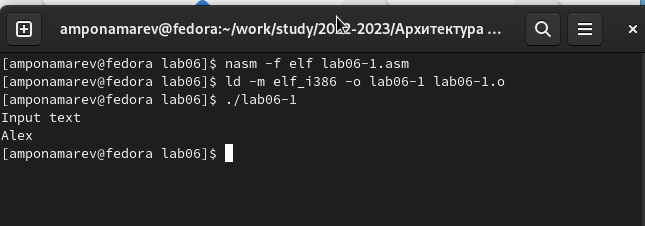 amponamarev@fedora:~/work/study/2022-2023/Архитектура ...
[amponamarev@fedora lab06]$ nasm -f elf lab06-1.asm
[amponamarev@fedora lab06]$ ld -m elf_i386 -o lab06-1 lab06-1.o
[amponamarev@fedora lab06]$ ./lab06-1
Input text
Alex
[amponamarev@fedora lab06]$